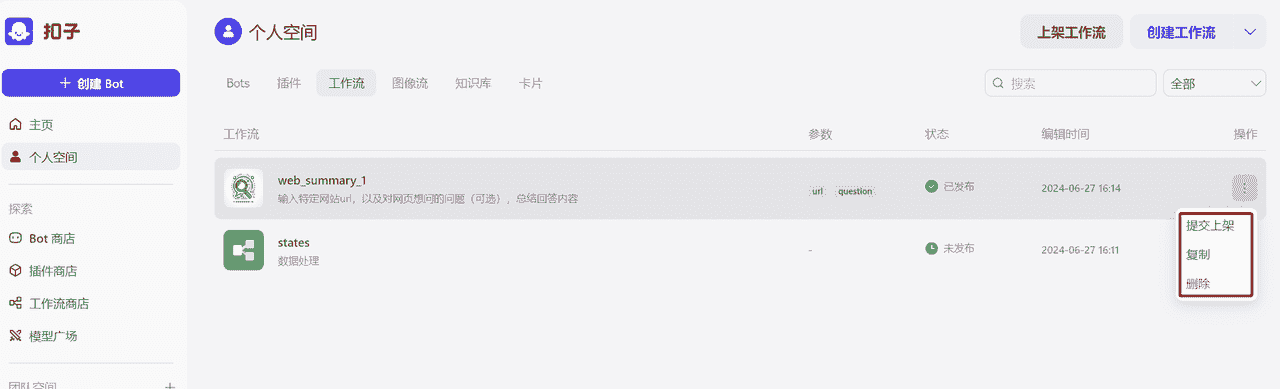 扣子
个人空间
上架工作流
创建工作流
+ 创建 Bot
Bots
插件
工作流
图像流
知识库
卡片
搜索
全部
主页
个人空间
工作流
参数
状态
编辑时间
操作
web_summary_1
输入特定网站url，以及对网页想问的问题（可选），总结回答内容
url
question
已发布
2024-06-27 16:14
探索
Bot 商店
提交上架
复制
删除
states
数据处理
-
未发布
2024-06-27 16:11
插件商店
工作流商店
模型广场
团队空间